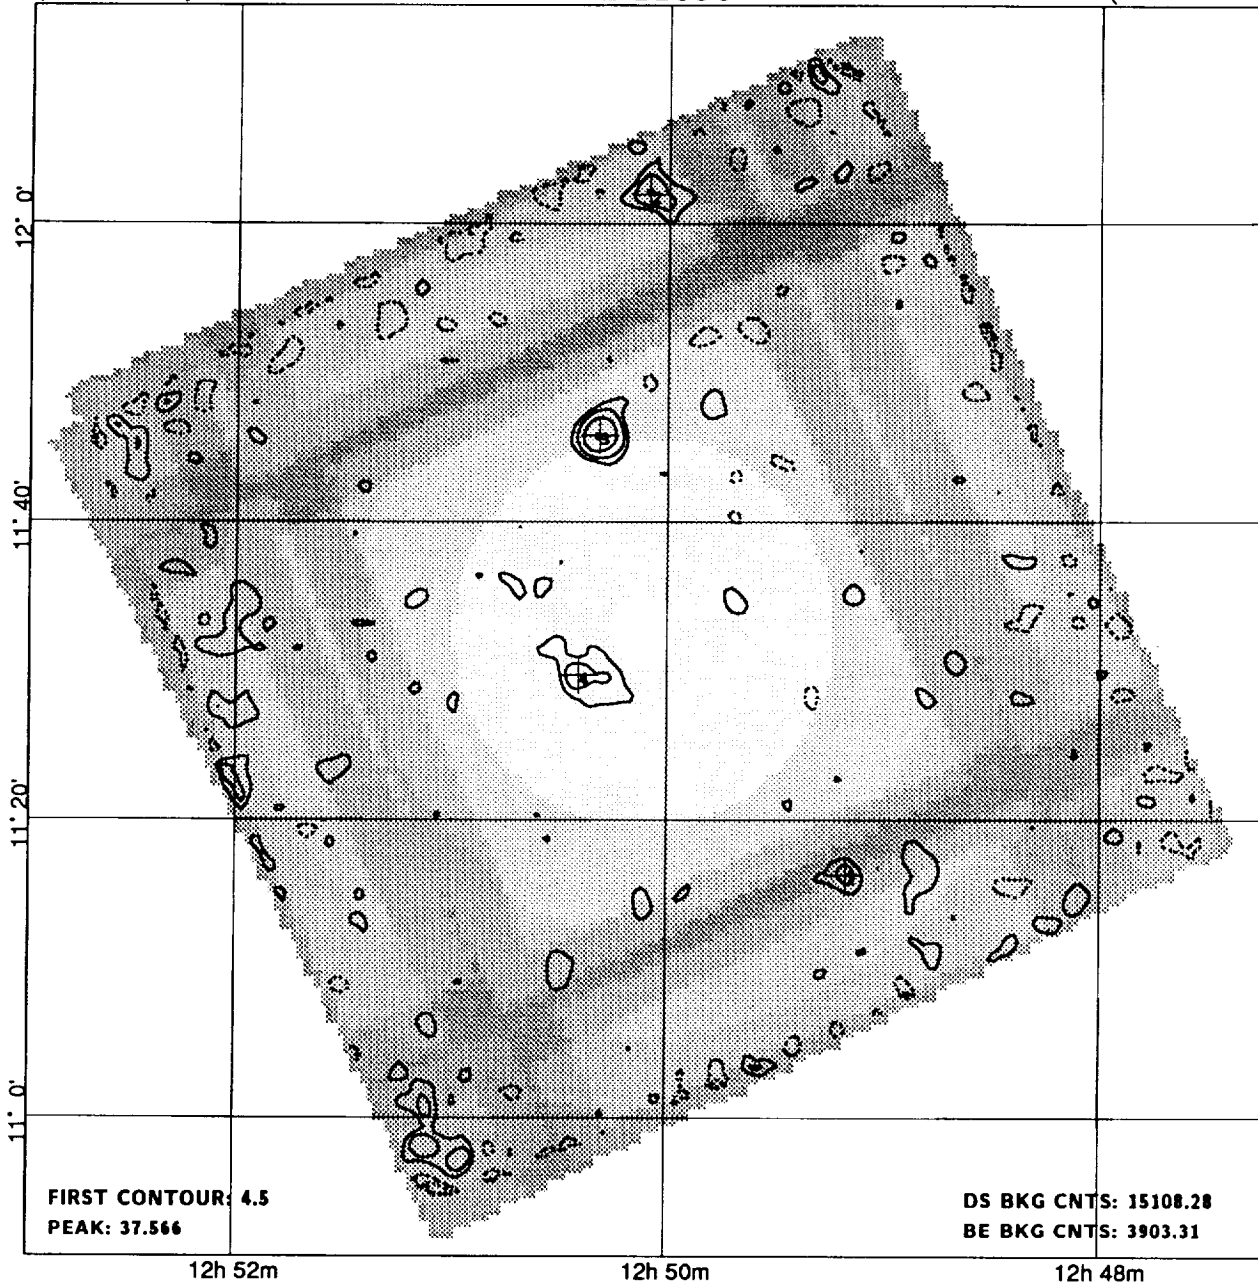 12° 0'
11° 40'
11° 20'
11° 0'
FIRST CONTOUR: 4.5
PEAK: 37.566
DS BKG CNTS: 15108.28
BE BKG CNTS: 3903.31
12h 52m
12h 50m
12h 48m